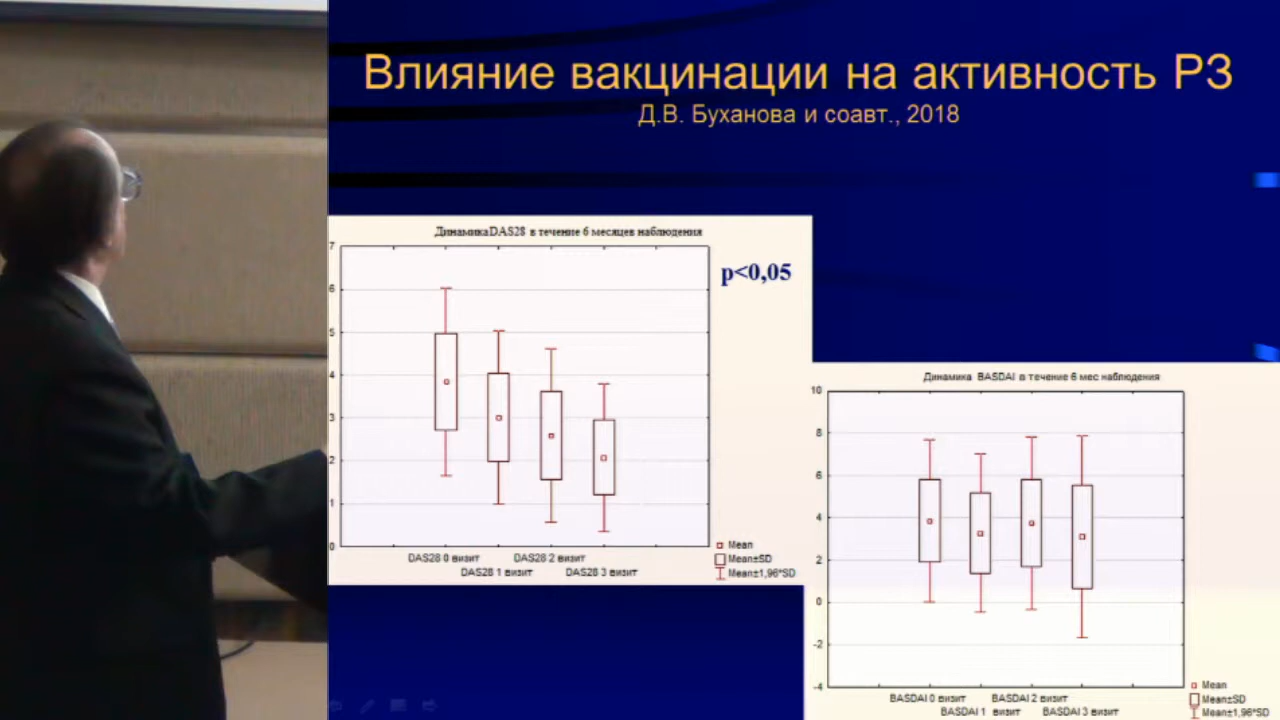 Влияние вакцинации на активность РЗ
Д.В. Буханова и соавт., 2018
Динамика DAS28 в течение 6 месяцев наблюдения
p<0,05
7
6
5
4
3
2
1
0
DAS28 0 визит DAS28 2 визит
DAS28 1 визит DAS28 3 визит
Mean
Mean±SD
Mean±1,96*SD
Динамика BASDAI в течение 6 мес наблюдения
10
8
6
4
2
0
-2
-4
BASDAI 0 визит BASDAI 2 визит
BASDAI 1 визит BASDAI 3 визит
Mean
Mean±SD
Mean±1,96*SD